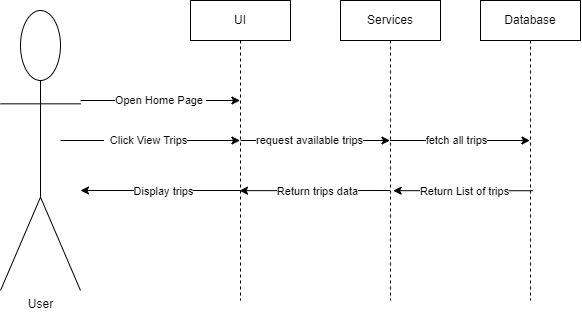 UI
Services
Database
Open Home Page
Click View Trips
request available trips
fetch all trips
Display trips
Return trips data
Return List of trips
User